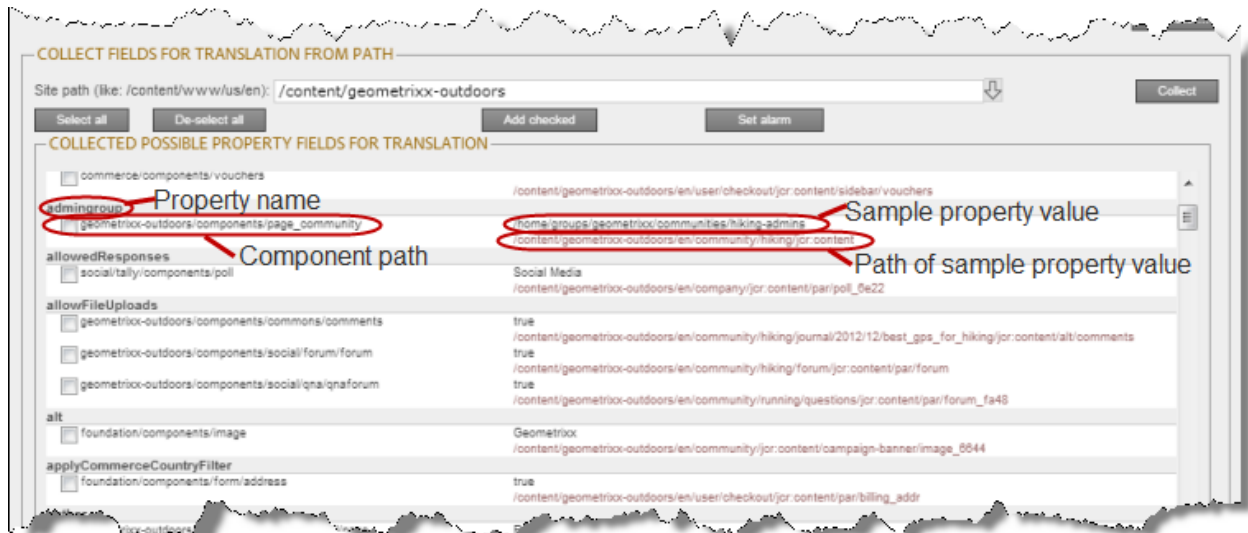 COLLECT FIELDS FOR TRANSLATION FROM PATH
Site path (like: /content/www/us/en): /content/geometrixx-outdoors Collect
Select all De-select all Add checked Set alarm
COLLECTED POSSIBLE PROPERTY FIELDS FOR TRANSLATION
commerce/components/vouchers
/content/geometrixx-outdoors/en/user/checkout/jcr:content/sidebar/vouchers
admingroup Property name
geometrixx-outdoors/components/page_community /home/groups/geometrixx/communities/hiking-admins Sample property value
/content/geometrixx-outdoors/en/community/hiking/jcr:content
Component path Path of sample property value
allowedResponses
social/tally/components/poll Social Media
/content/geometrixx-outdoors/en/company/jcr:content/par/poll_6e22
allowFileUploads
geometrixx-outdoors/components/commons/comments true
/content/geometrixx-outdoors/en/community/hiking/journal/2012/12/best_gps_for_hiking/jcr:content/alt/comments
geometrixx-outdoors/components/social/forum/forum true
/content/geometrixx-outdoors/en/community/hiking/forum/jcr:content/par/forum
geometrixx-outdoors/components/social/qna/qnaforum true
/content/geometrixx-outdoors/en/community/running/questions/jcr:content/par/forum_fa48
alt
foundation/components/image Geometrixx
/content/geometrixx-outdoors/en/community/jcr:content/campaign-banner/image_6644
applyCommerceCountryFilter
foundation/components/form/address true
/content/geometrixx-outdoors/en/user/checkout/jcr:content/par/billing_addr